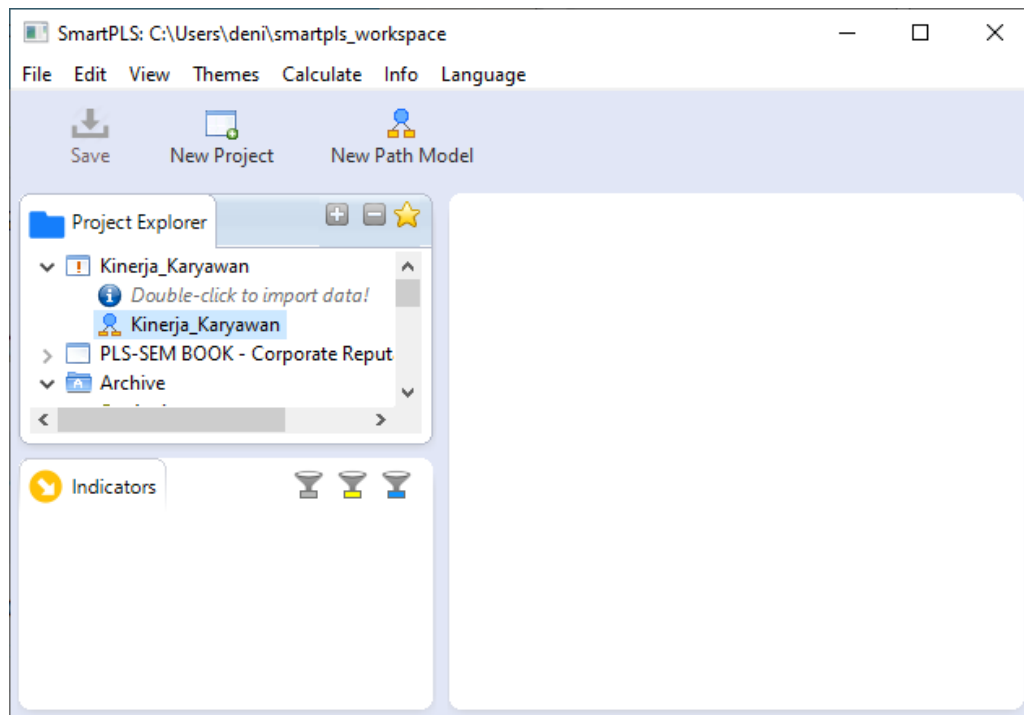 SmartPLS: C:\Users\deni\smartpls_workspace
File Edit View Themes Calculate Info Language
Save New Project New Path Model
Project Explorer
Kinerja_Karyawan
Double-click to import data!
Kinerja_Karyawan
PLS-SEM BOOK - Corporate Reput
Archive
Indicators